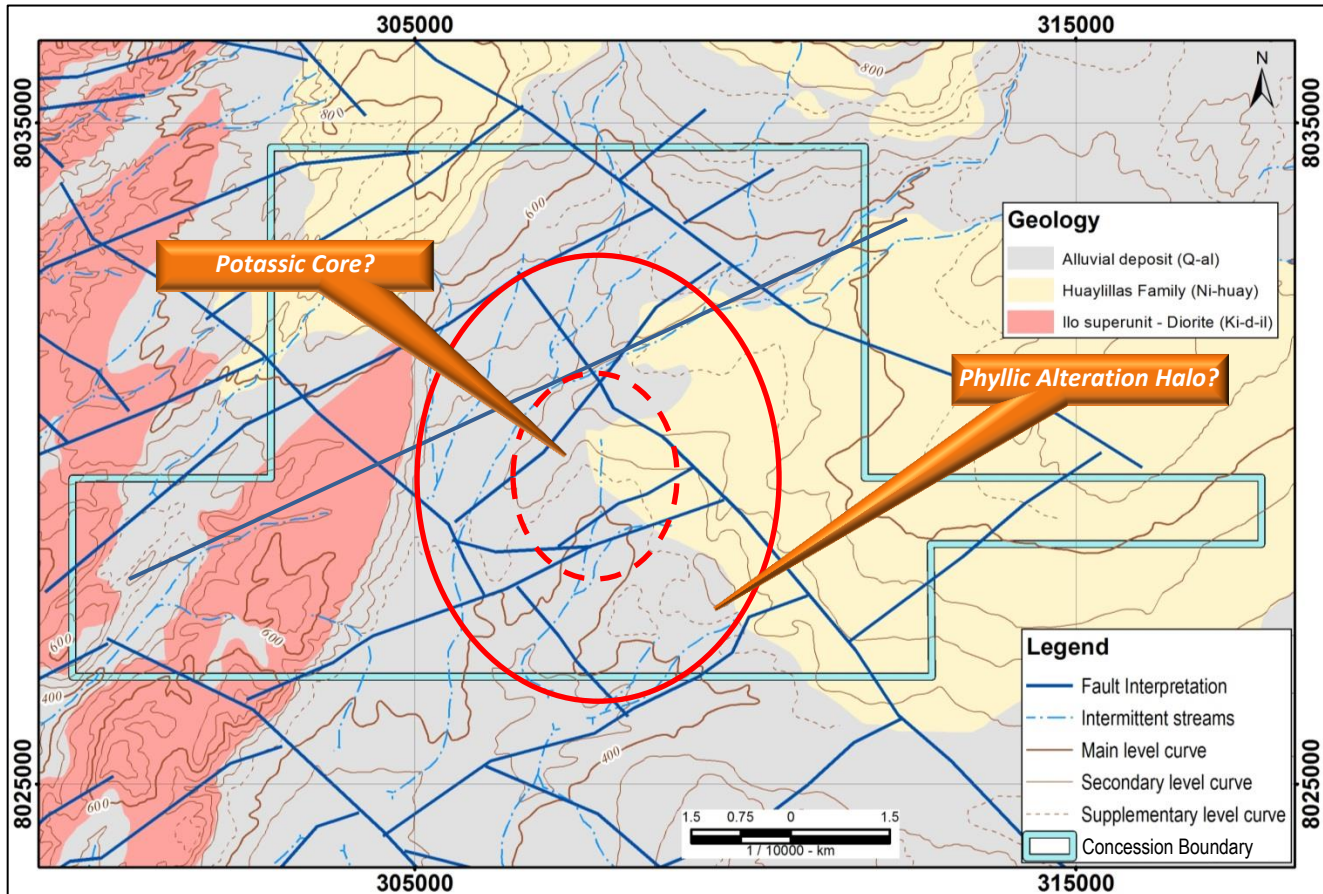 305000
315000
800
800
N
8035000
8035000
600
Geology
Alluvial deposit (Q-al)
Huaylillas Family (Ni-huay)
Ilo superunit - Diorite (Ki-d-il)
Potassic Core?
Phyllic Alteration Halo?
600
600
400
400
600
Legend
Fault Interpretation
Intermittent streams
Main level curve
Secondary level curve
Supplementary level curve
Concession Boundary
8025000
8025000
1.5 0.75 0 1.5
1 / 10000 - km
305000
315000